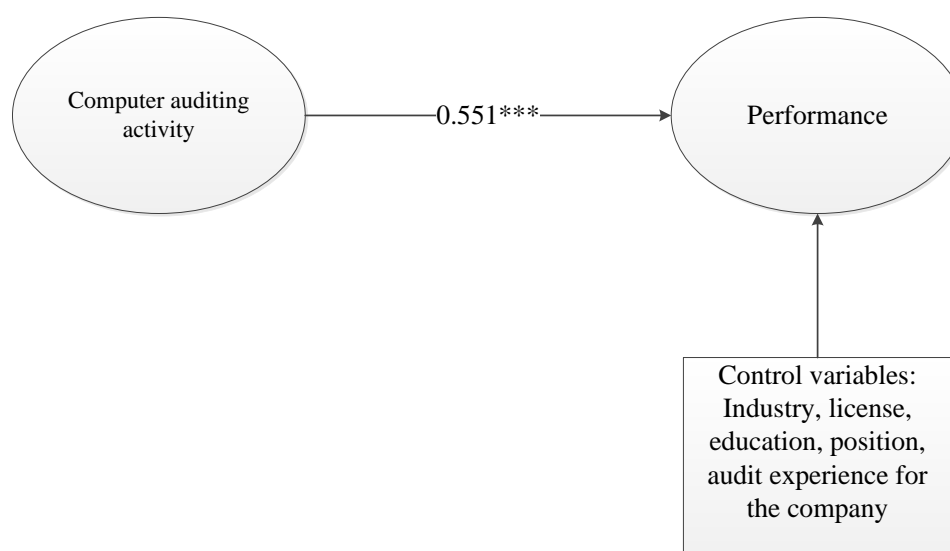 Computer auditing
activity
0.551***
Performance
Control variables:
Industry, license,
education, position,
audit experience for
the company